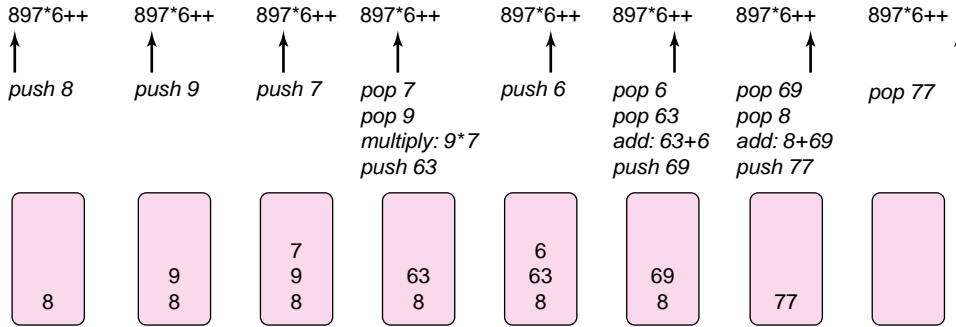 897*6++
push 8
8
897*6++
push 9
9
8
897*6++
push 7
7
9
8
897*6++
pop 7
pop 9
multiply: 9*7
push 63
63
8
897*6++
push 6
6
63
8
897*6++
pop 6
pop 63
add: 63+6
push 69
69
8
897*6++
pop 69
pop 8
add: 8+69
push 77
77
897*6++
pop 77